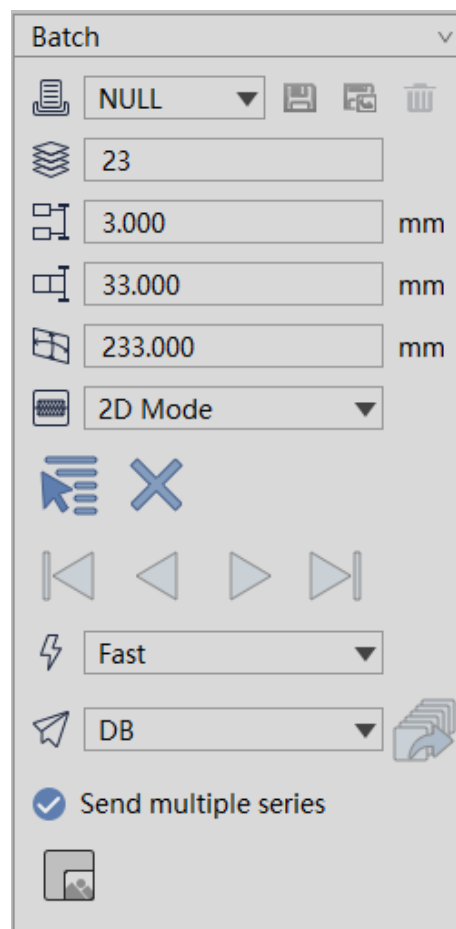 Batch
NULL
23
3.000 mm
33.000 mm
233.000 mm
2D Mode
Fast
DB
Send multiple series